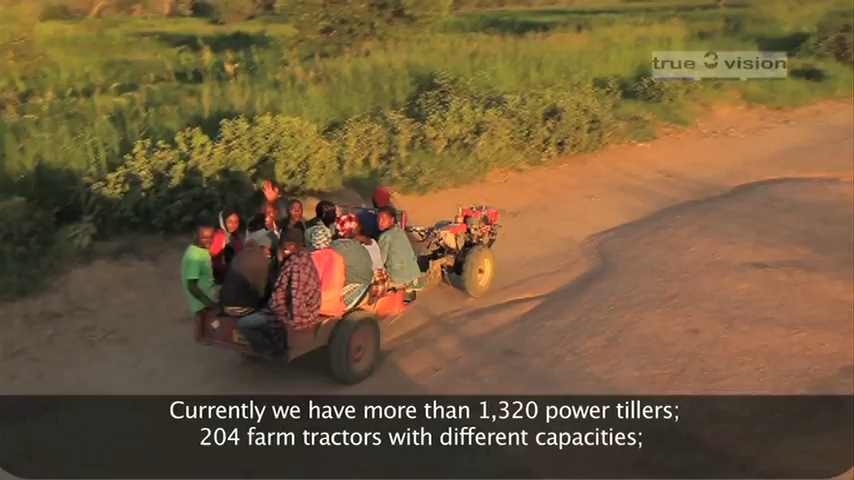 true vision
Currently we have more than 1,320 power tillers;
204 farm tractors with different capacities;